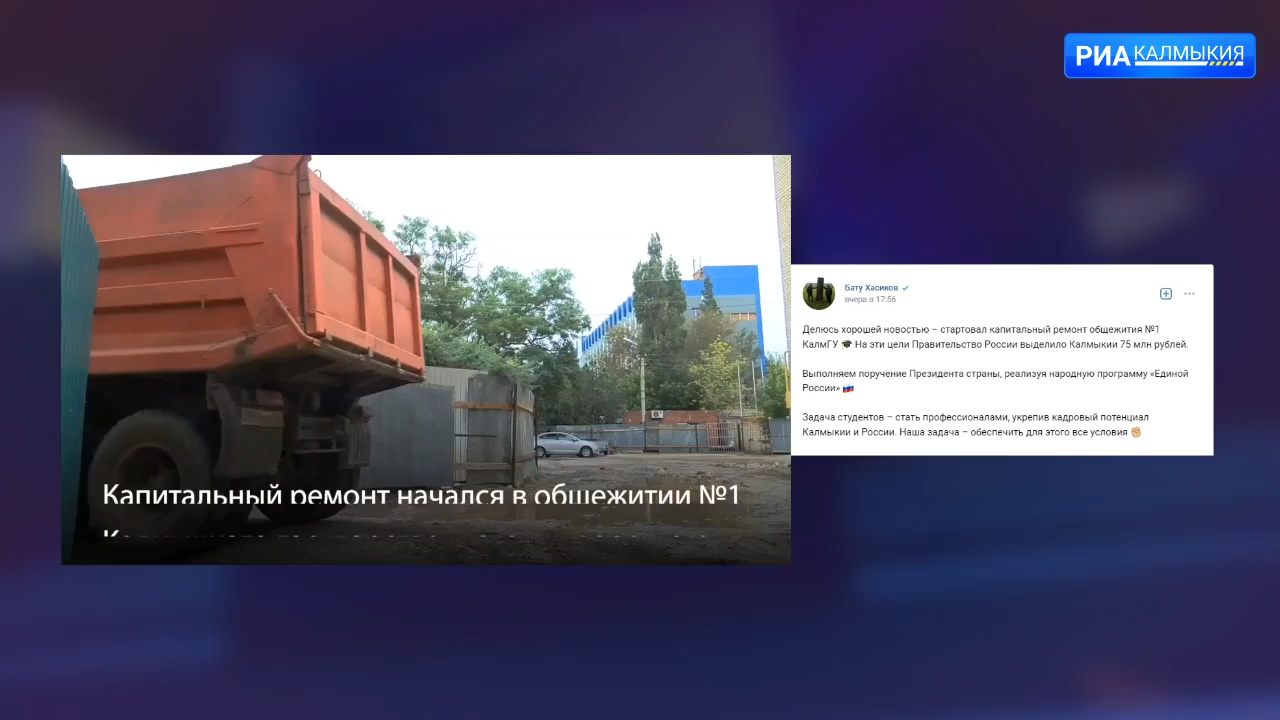 РИА КАЛМЫКИЯ
Капитальный ремонт начался в общежитии №1
Бату Хасиков
вчера в 17:56
Делюсь хорошей новостью – стартовал капитальный ремонт общежития №1
КалмГУ 🎓 На эти цели Правительство России выделило Калмыкии 75 млн рублей.
Выполняем поручение Президента страны, реализуя народную программу «Единой
России» 🇷🇺
Задача студентов – стать профессионалами, укрепив кадровый потенциал
Калмыкии и России. Наша задача – обеспечить для этого все условия ✊🏼